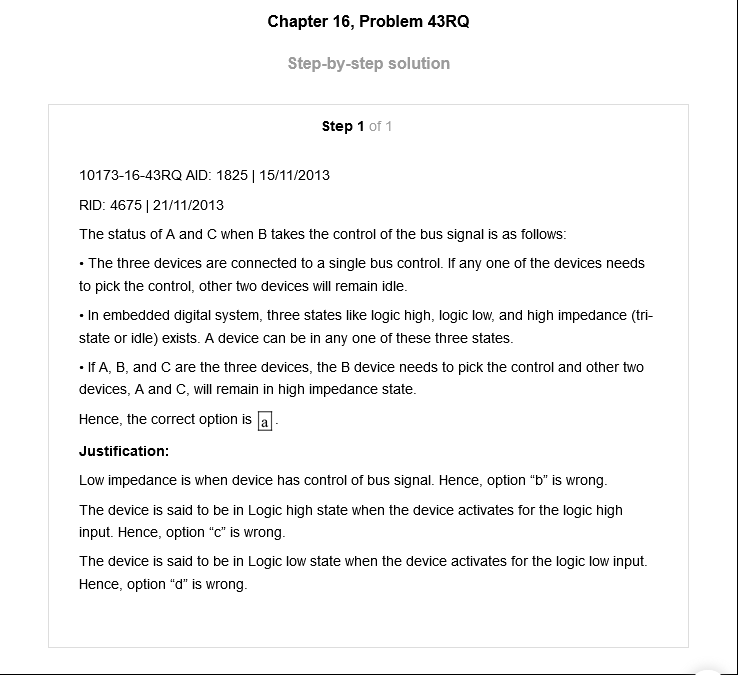 Chapter 16, Problem 43RQ
Step-by-step solution
Step 1 of 1
10173-16-43RQ AID: 1825 | 15/11/2013
RID: 4675 | 21/11/2013
The status of A and C when B takes the control of the bus signal is as follows:
• The three devices are connected to a single bus control. If any one of the devices needs
to pick the control, other two devices will remain idle.
• In embedded digital system, three states like logic high, logic low, and high impedance (tri-
state or idle) exists. A device can be in any one of these three states.
• If A, B, and C are the three devices, the B device needs to pick the control and other two
devices, A and C, will remain in high impedance state.
Hence, the correct option is a .
Justification:
Low impedance is when device has control of bus signal. Hence, option “b” is wrong.
The device is said to be in Logic high state when the device activates for the logic high
input. Hence, option “c” is wrong.
The device is said to be in Logic low state when the device activates for the logic low input.
Hence, option “d” is wrong.